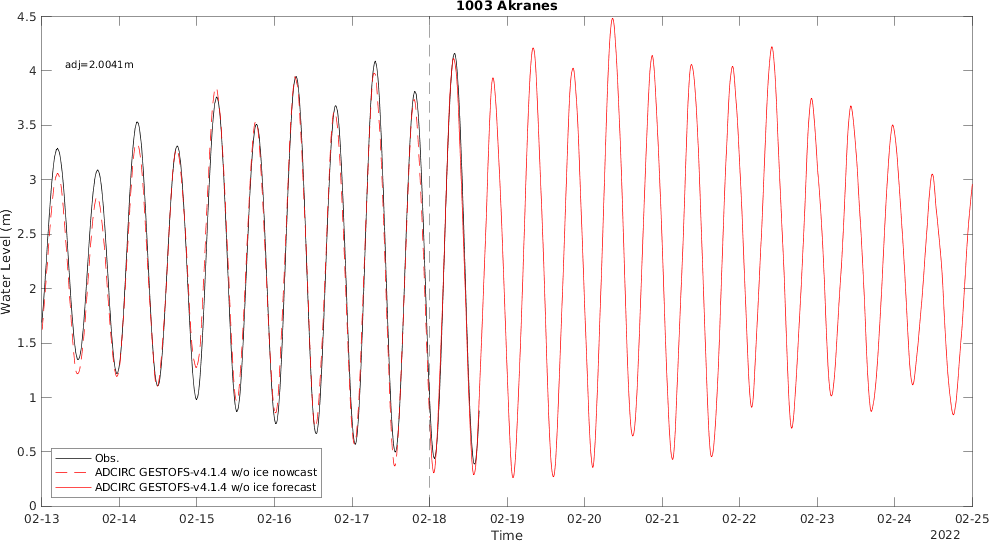 1003 Akranes
adj=2.0041m
4.5
4
3.5
3
2.5
2
1.5
1
0.5
0
Water Level (m)
Obs.
ADCIRC GESTOFS-v4.1.4 w/o ice nowcast
ADCIRC GESTOFS-v4.1.4 w/o ice forecast
02-13 02-14 02-15 02-16 02-17 02-18 02-19 02-20 02-21 02-22 02-23 02-24 02-25
Time
2022